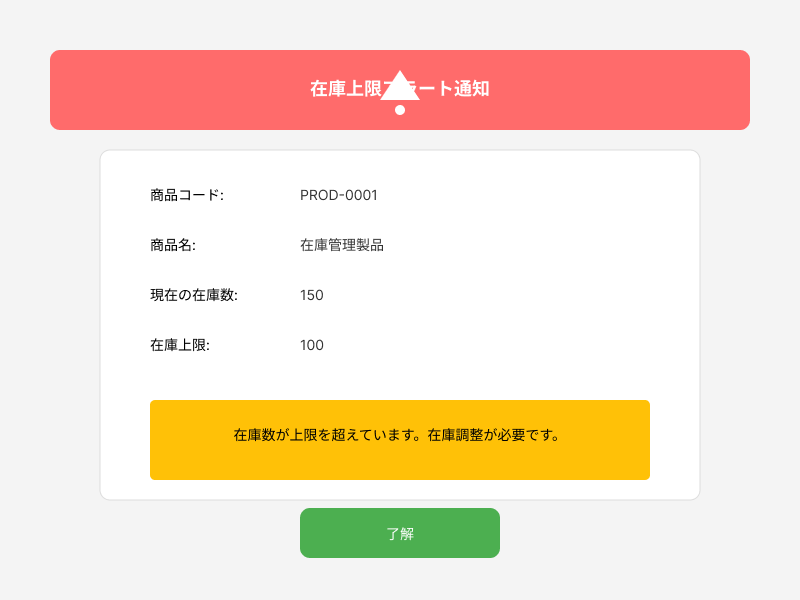 在庫上限アラート通知
商品コード: PROD-0001
商品名: 在庫管理製品
現在の在庫数: 150
在庫上限: 100
在庫数が上限を超えています。在庫調整が必要です。
了解